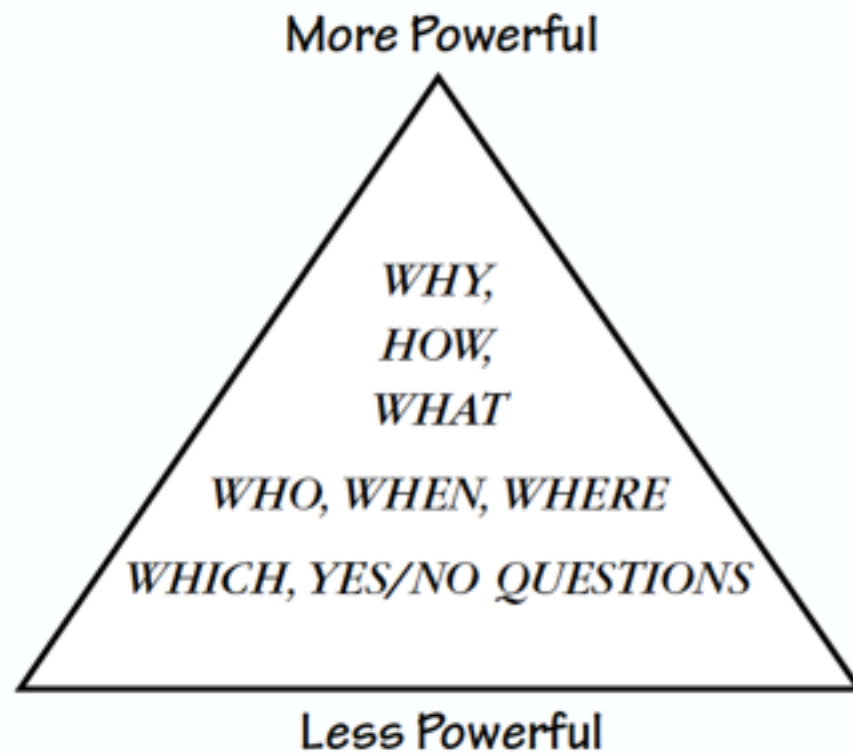 More Powerful
WHY,
HOW,
WHAT
WHO, WHEN, WHERE
WHICH, YES/NO QUESTIONS
Less Powerful